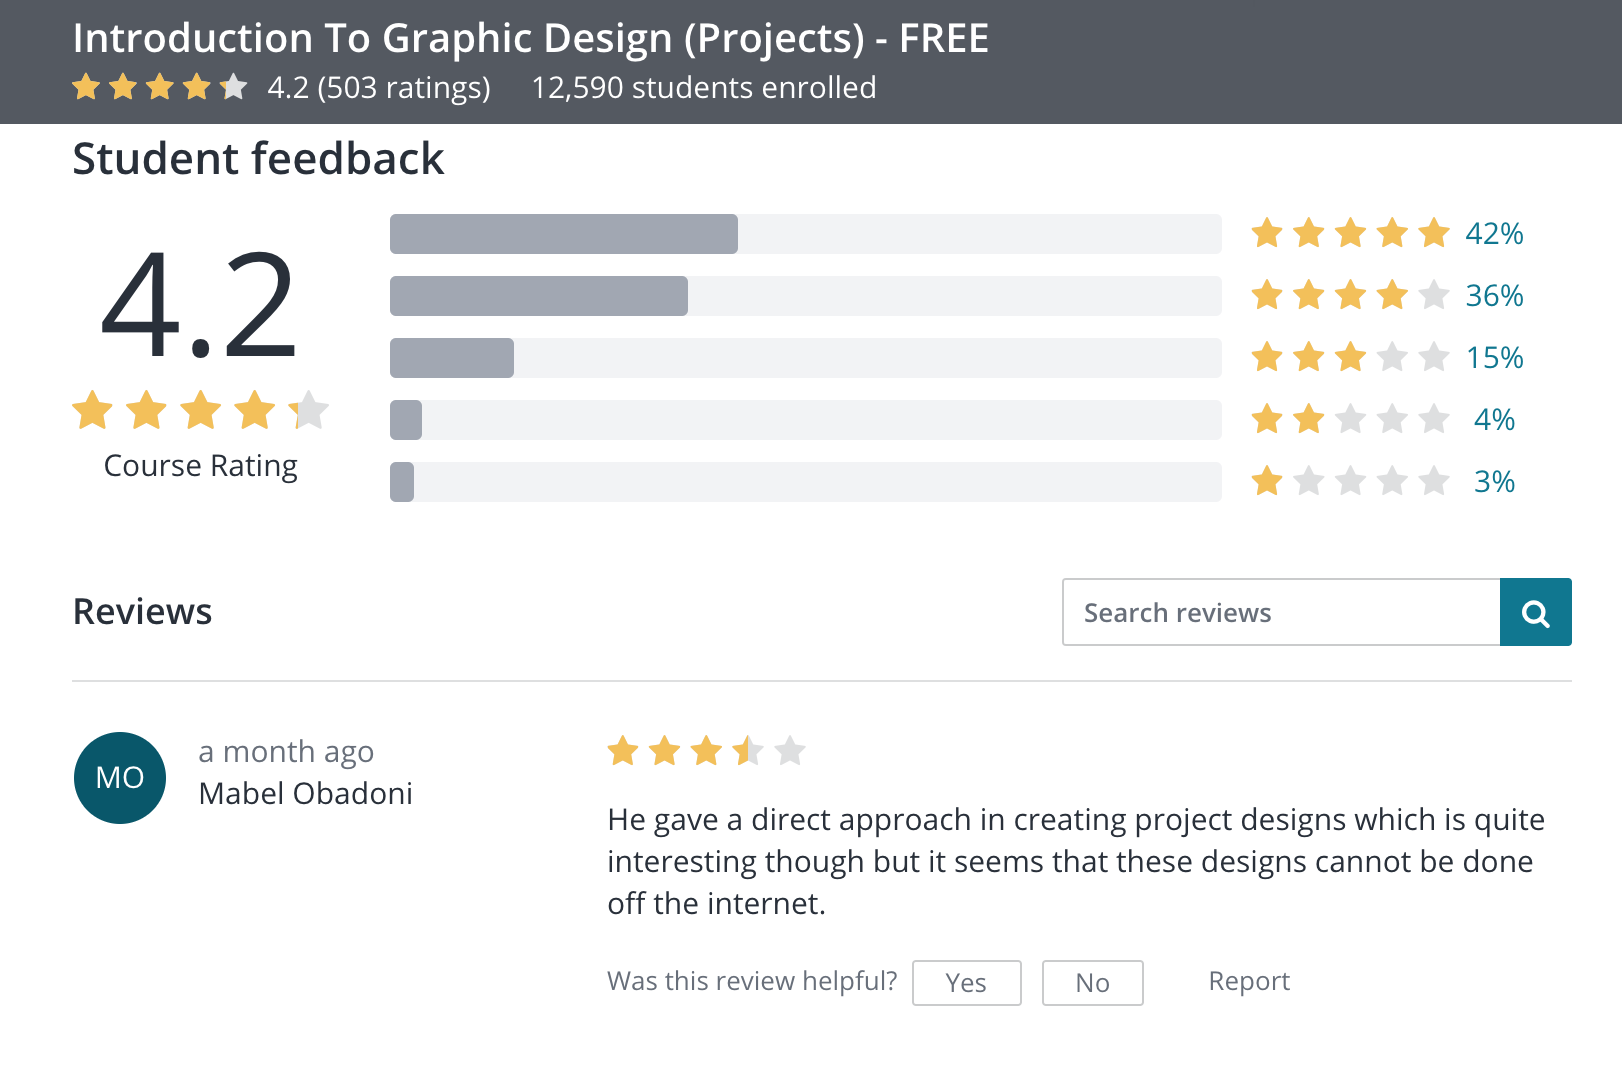 Introduction To Graphic Design (Projects) - FREE
4.2 (503 ratings) 12,590 students enrolled
Student feedback
4.2
Course Rating
42%
36%
15%
4%
3%
Reviews
Search reviews
MO
a month ago
Mabel Obadoni
He gave a direct approach in creating project designs which is quite
interesting though but it seems that these designs cannot be done
off the internet.
Was this review helpful? Yes No Report